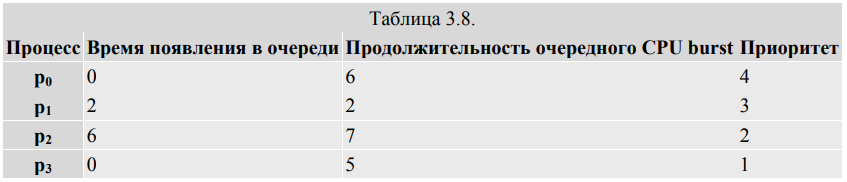 Таблица 3.8.
Процесс Время появления в очереди Продолжительность очередного CPU burst Приоритет
p₀ 0 6 4
p₁ 2 2 3
p₂ 6 7 2
p₃ 0 5 1